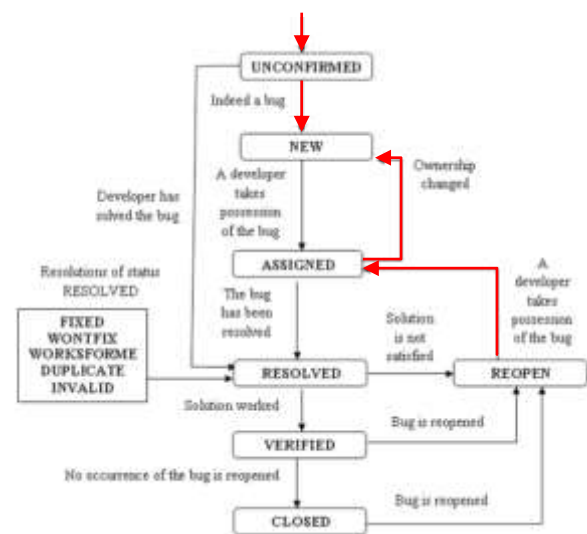 UNCONFIRMED
Indeed a bug
NEW
A developer
takes
possession
of the bug
Ownership
changed
Developer has
solved the bug
ASSIGNED
Resolutions of status
RESOLVED
The bug
has been
resolved
A
developer
takes
possession
of the bug
Solution
is not
satisfied
FIXED
WONTFIX
WORKSFORME
DUPLICATE
INVALID
RESOLVED
REOPEN
Solution worked
VERIFIED
Bug is reopened
No occurrence of the bug is reopened
Bug is reopened
CLOSED